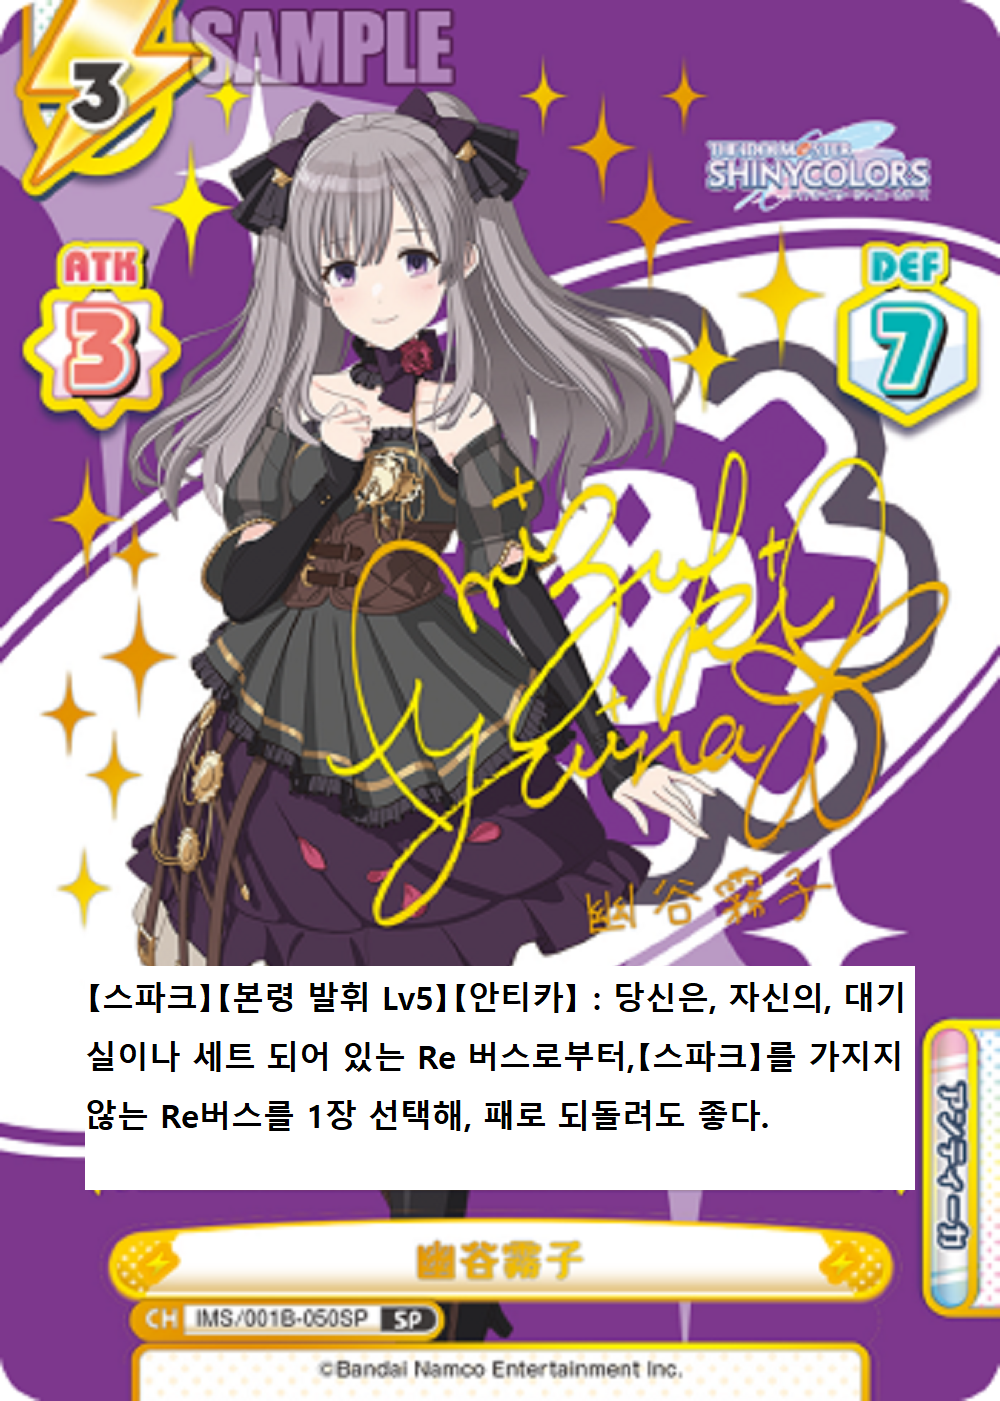 SAMPLE
3
THE IDOLM@STER
SHINYCOLORS
ATK
3
DEF
7
Mizuki
Yuina
幽谷霧子
【스파크】【본령 발휘 Lv5】【안티카】 : 당신은, 자신의, 대기
실이나 세트 되어 있는 Re 버스로부터,【스파크】를 가지지
않는 Re버스를 1장 선택해, 패로 되돌려도 좋다.
アンティーカ
幽谷霧子
CH IMS/001B-050SP SP
©Bandai Namco Entertainment Inc.